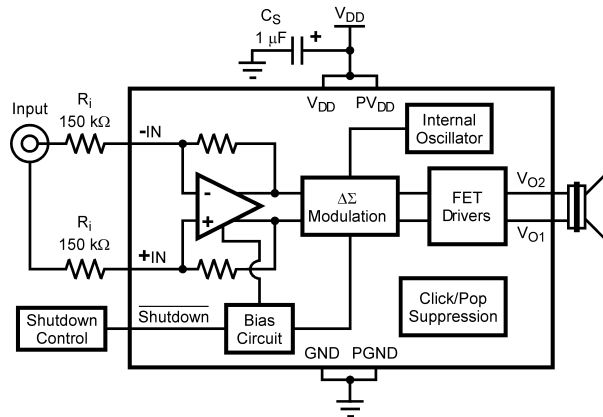 C_S
1 µF
+
V_DD
V_DD
PV_DD
Input
R_i
150 kΩ
-IN
Internal
Oscillator
-
+
ΔΣ
Modulation
FET
Drivers
V_O2
V_O1
R_i
150 kΩ
+IN
Shutdown
Control
Shutdown
Bias
Circuit
Click/Pop
Suppression
GND
PGND